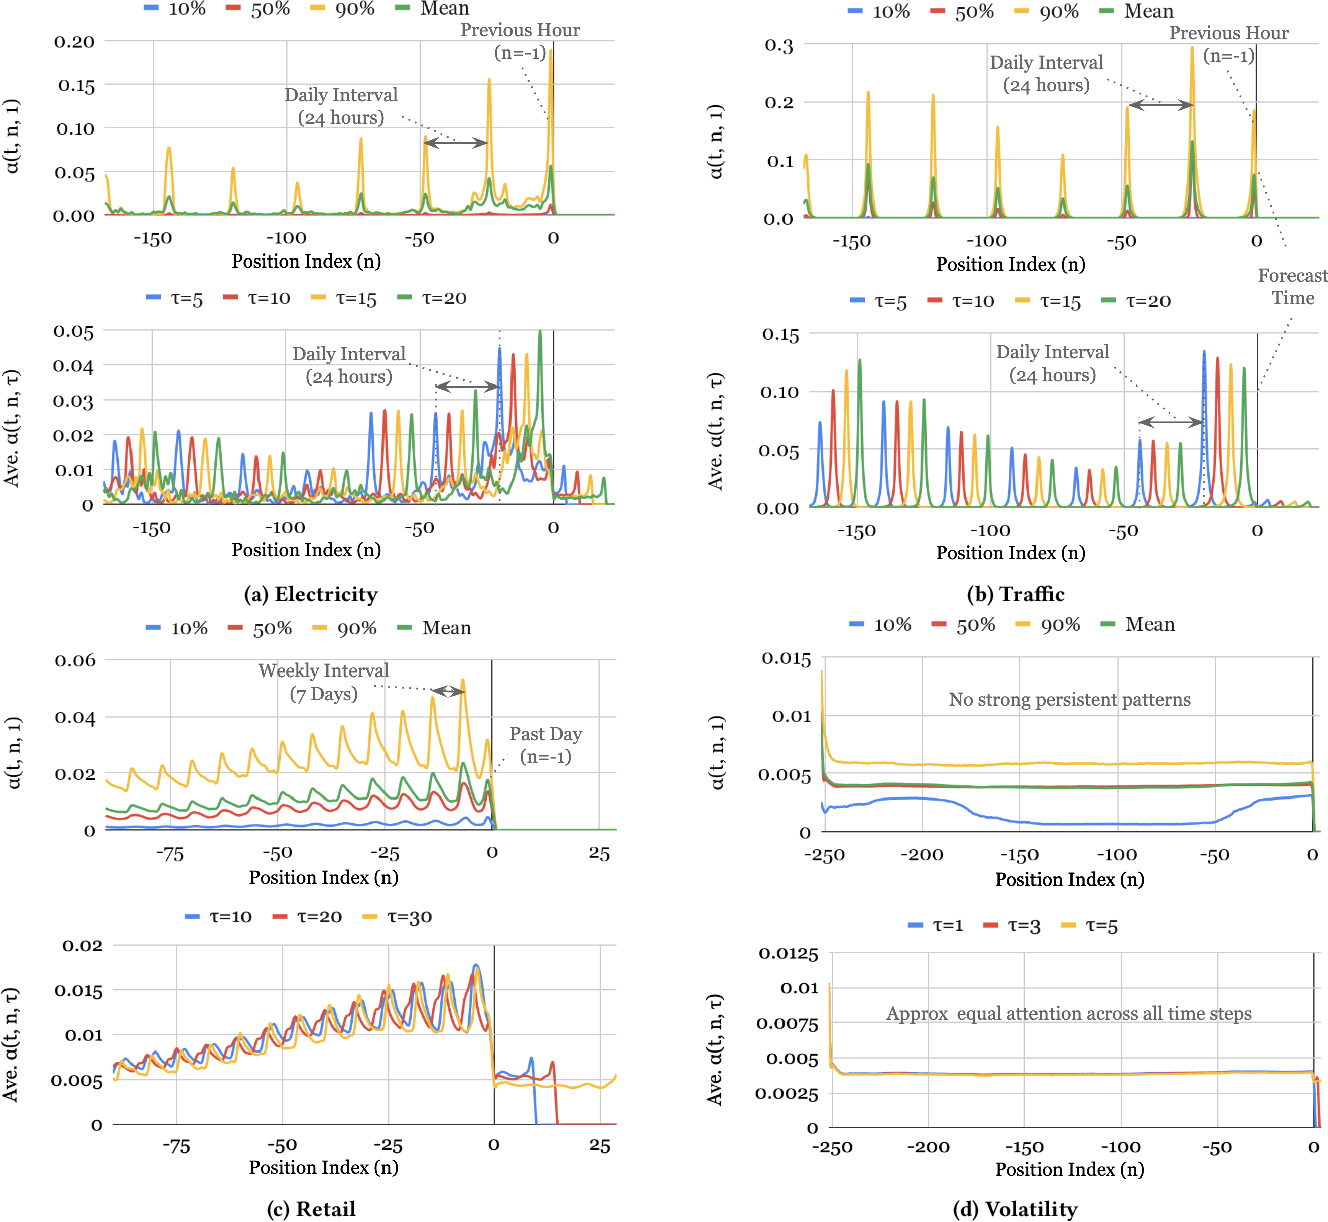 10% 50% 90% Mean
Previous Hour
(n=-1)
Daily Interval
(24 hours)
α(t, n, 1)
0.20
0.15
0.10
0.05
0.00
-150 -100 -50 0
Position Index (n)
τ=5 τ=10 τ=15 τ=20
Daily Interval
(24 hours)
Ave. α(t, n, τ)
0.05
0.04
0.03
0.02
0.01
0
-150 -100 -50 0
Position Index (n)
(a) Electricity
10% 50% 90% Mean
Previous Hour
(n=-1)
Daily Interval
(24 hours)
α(t, n, 1)
0.3
0.2
0.1
0.0
-150 -100 -50 0
Position Index (n)
Forecast
Time
τ=5 τ=10 τ=15 τ=20
Daily Interval
(24 hours)
Ave. α(t, n, τ)
0.15
0.10
0.05
0.00
-150 -100 -50 0
Position Index (n)
(b) Traffic
10% 50% 90% Mean
Weekly Interval
(7 Days)
Past Day
(n=-1)
α(t, n, 1)
0.06
0.04
0.02
0
-75 -50 -25 0 25
Position Index (n)
τ=10 τ=20 τ=30
Ave. α(t, n, τ)
0.02
0.015
0.01
0.005
0
-75 -50 -25 0 25
Position Index (n)
(c) Retail
10% 50% 90% Mean
No strong persistent patterns
α(t, n, 1)
0.015
0.01
0.005
0
-250 -200 -150 -100 -50 0
Position Index (n)
τ=1 τ=3 τ=5
Approx equal attention across all time steps
Ave. α(t, n, τ)
0.0125
0.01
0.0075
0.005
0.0025
0
-250 -200 -150 -100 -50 0
Position Index (n)
(d) Volatility